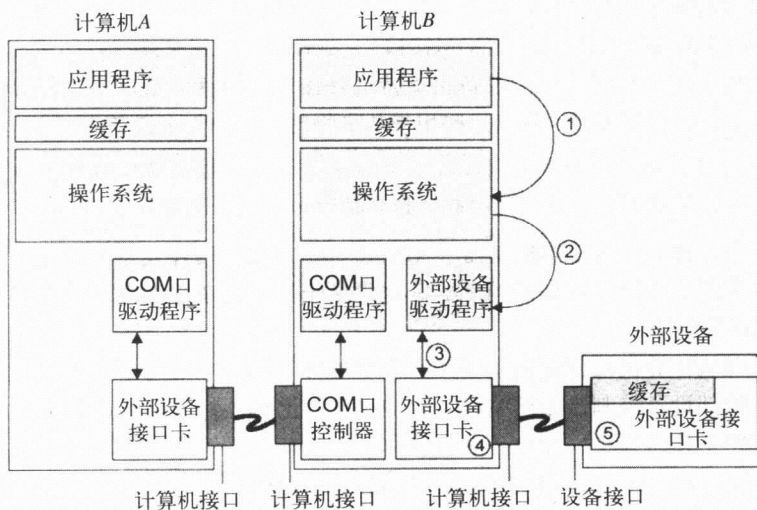 计算机A
计算机B
应用程序
应用程序
①
缓存
缓存
操作系统
操作系统
②
COM口
驱动程序
COM口
驱动程序
外部设备
驱动程序
③
外部设备
外部设备
接口卡
COM口
控制器
外部设备
接口卡
④
⑤
缓存
外部设备接
口卡
计算机接口
计算机接口
计算机接口
设备接口